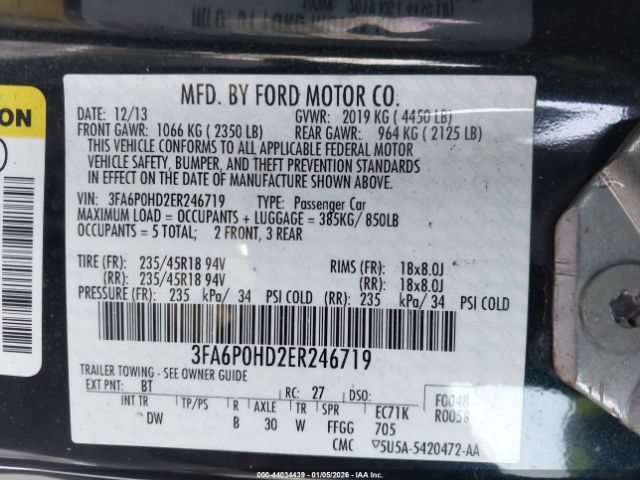 MFD. BY FORD MOTOR CO.
DATE: 12/13 GVWR: 2019 KG ( 4450 LB)
FRONT GAWR: 1066 KG ( 2350 LB) REAR GAWR: 964 KG ( 2125 LB)
THIS VEHICLE CONFORMS TO ALL APPLICABLE FEDERAL MOTOR
VEHICLE SAFETY, BUMPER, AND THEFT PREVENTION STANDARDS
IN EFFECT ON THE DATE OF MANUFACTURE SHOWN ABOVE.
VIN: 3FA6P0HD2ER246719 TYPE: Passenger Car
MAXIMUM LOAD = OCCUPANTS + LUGGAGE = 385KG/ 850LB
OCCUPANTS = 5 TOTAL; 2 FRONT, 3 REAR
TIRE (FR): 235/45R18 94V RIMS (FR): 18x8.0J
(RR): 235/45R18 94V (RR): 18x8.0J
PRESSURE (FR): 235 kPa/ 34 PSI COLD (RR): 235 kPa/ 34 PSI COLD
3FA6P0HD2ER246719
TRAILER TOWING - SEE OWNER GUIDE
EXT PNT: BT RC: 27 DSO: F0048
R0058
INT TR TP/PS R AXLE TR SPR EC71K
DW B 30 W FFGG 705
CMC 5U5A-5420472-AA
ION
©IAA - 000-44034439 - 01/05/2026 - IAAI.COM